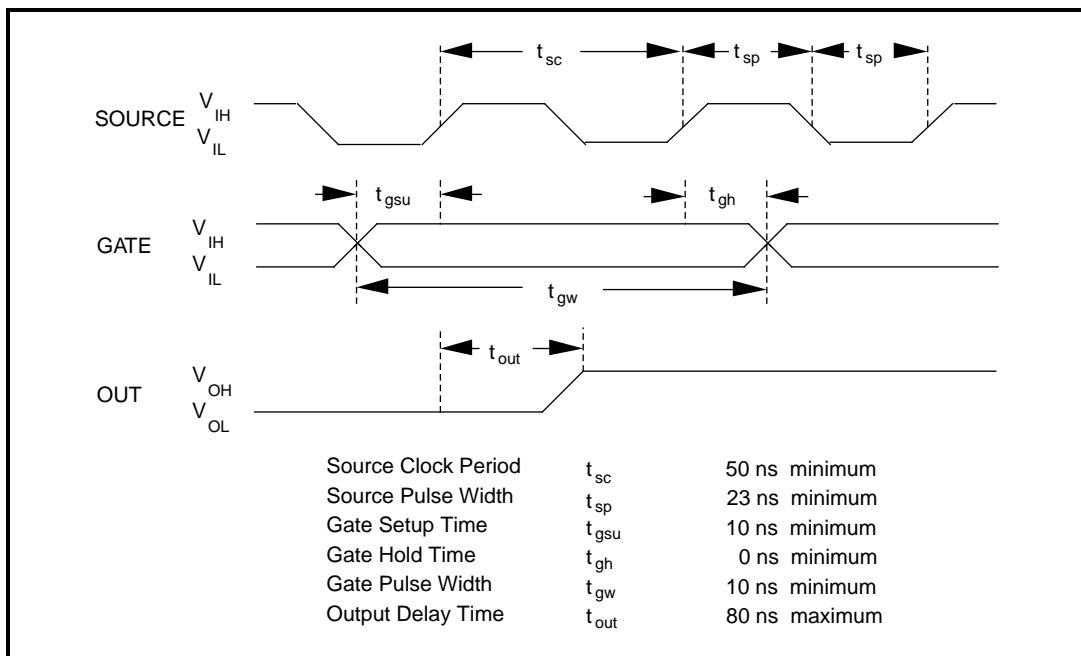 t sc t sp t sp
SOURCE V IH
V IL
t gsu t gh
GATE V IH
V IL
t gw
t out
OUT V OH
V OL
Source Clock Period t sc 50 ns minimum
Source Pulse Width t sp 23 ns minimum
Gate Setup Time t gsu 10 ns minimum
Gate Hold Time t gh 0 ns minimum
Gate Pulse Width t gw 10 ns minimum
Output Delay Time t out 80 ns maximum